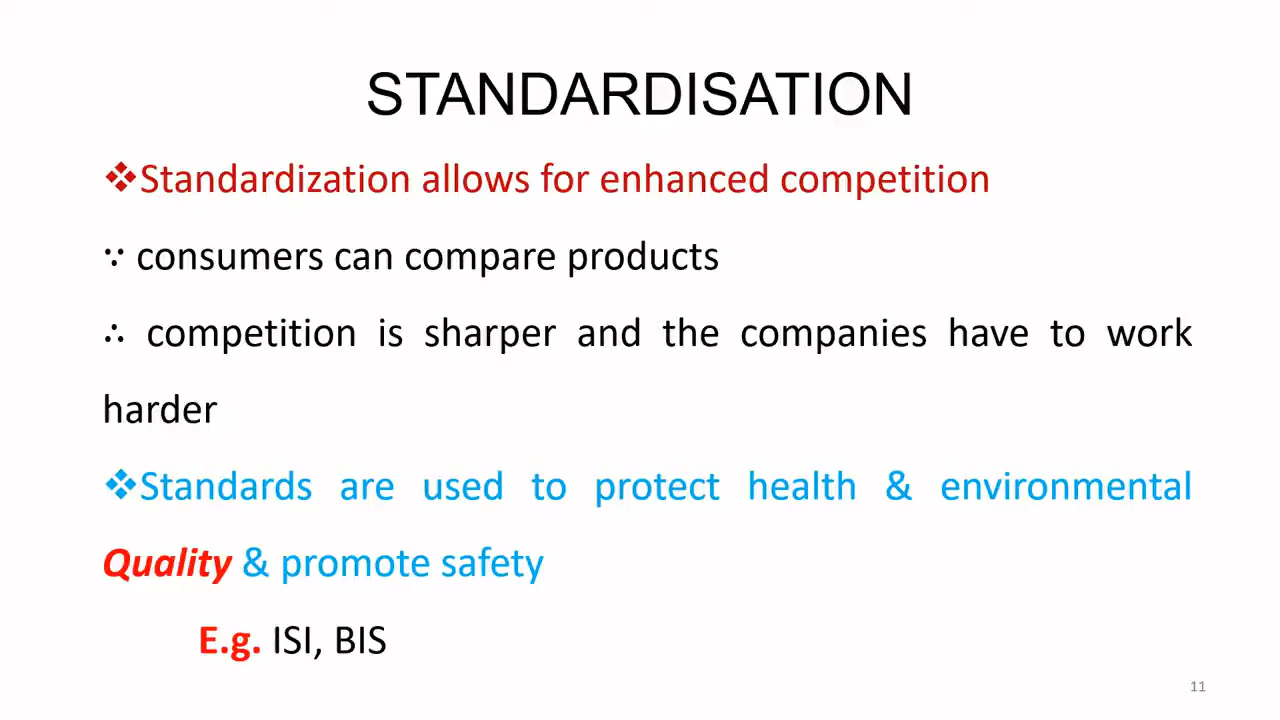 STANDARDISATION
❖Standardization allows for enhanced competition
∵ consumers can compare products
∴ competition is sharper and the companies have to work
harder
❖Standards are used to protect health & environmental
Quality & promote safety
E.g. ISI, BIS
11